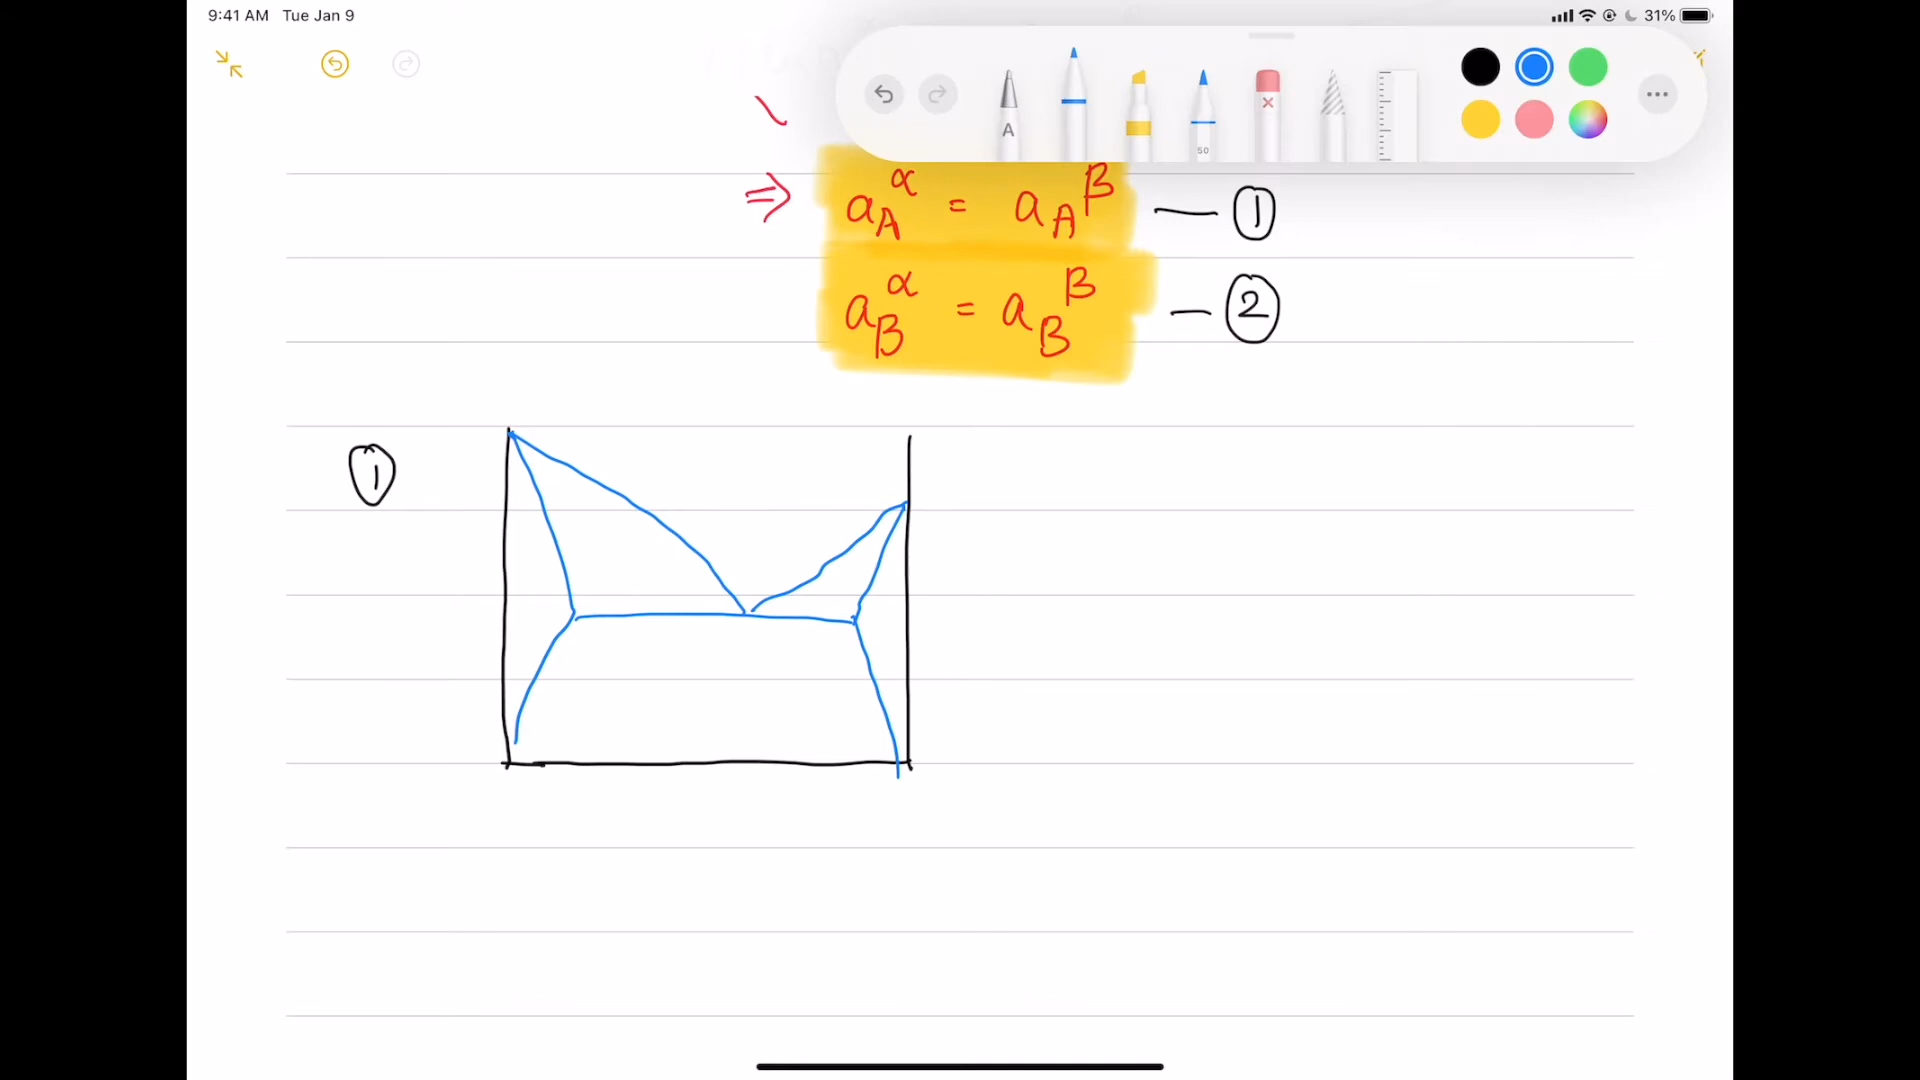 9:41 AM Tue Jan 9 31%
A 50
⇒ a_A^α = a_A^β — ①
a_B^α = a_B^β — ②
①